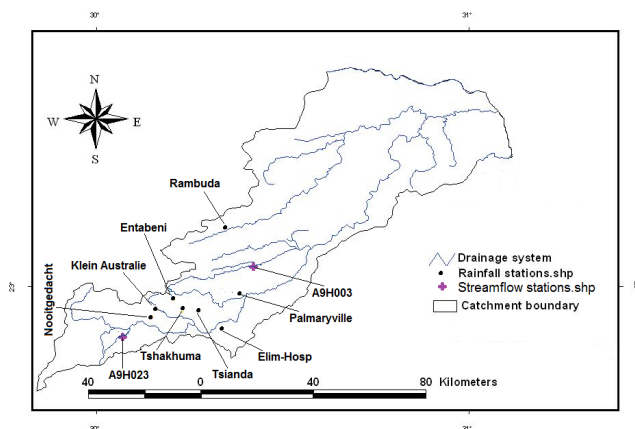 30°
31°
N
W E
S
Rambuda
Entabeni
Klein Australie
Nooitgedacht
A9H003
Palmaryville
Tshakhuma
Elim-Hosp
A9H023
Tsianda
Drainage system
Rainfall stations.shp
Streamflow stations.shp
Catchment boundary
23°
23°
40 0 40 80 Kilometers
30°
31°